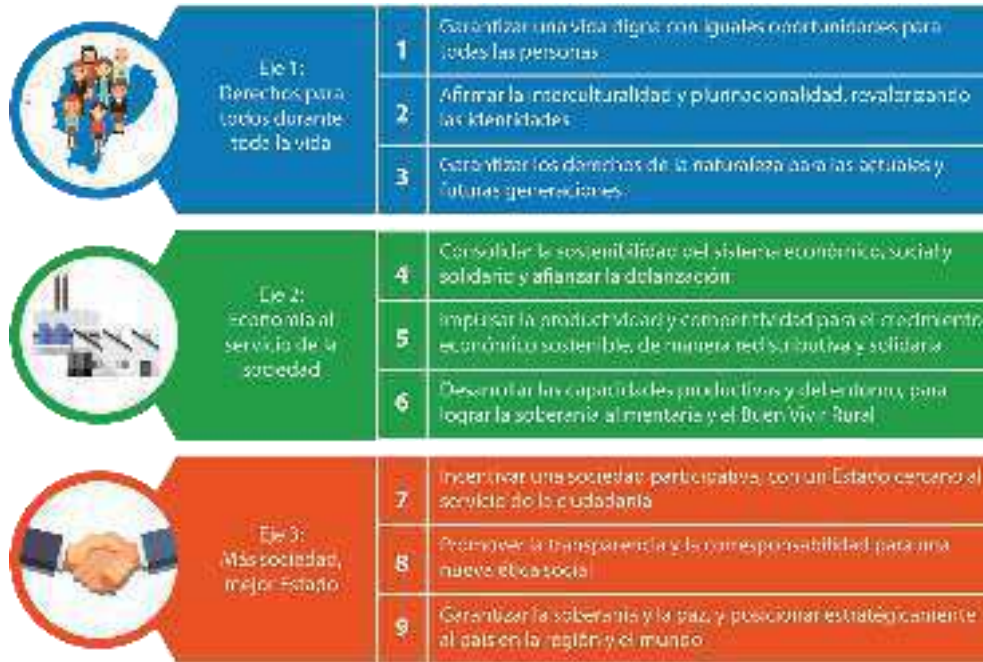 Eje 1:
Derechos para
todos durante
toda la vida
1
Garantizar una vida digna con iguales oportunidades para
todas las personas
2
Afirmar la interculturalidad y plurinacionalidad, revalorizando
las identidades
3
Garantizar los derechos de la naturaleza para las actuales y
futuras generaciones
Eje 2:
Economía al
servicio de la
sociedad
4
Consolidar la sostenibilidad del sistema económico, social y
solidario y afianzar la dolarización
5
Impulsar la productividad y competitividad para el crecimiento
económico sostenible, de manera redistributiva y solidaria
6
Desarrollar las capacidades productivas y del entorno, para
lograr la soberanía alimentaria y el Buen Vivir Rural
Eje 3:
Más sociedad,
mejor Estado
7
Incentivar una sociedad participativa, con un Estado cercano al
servicio de la ciudadanía
8
Promover la transparencia y la corresponsabilidad para una
nueva ética social
9
Garantizar la soberanía y la paz, y posicionar estratégicamente
al país en la región y el mundo